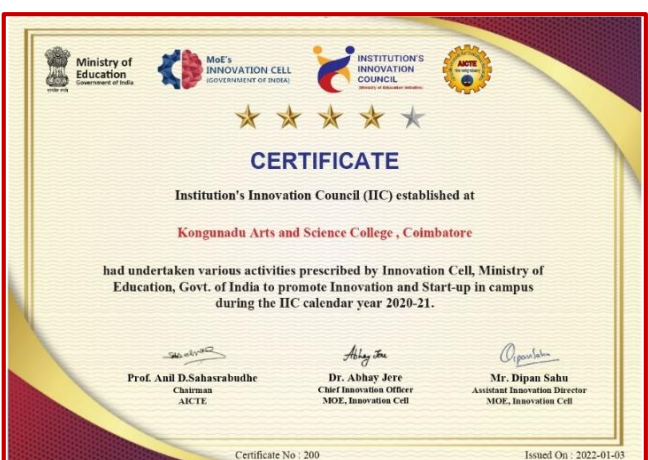 Ministry of
Education
Government of India
MoE's
INNOVATION CELL
(GOVERNMENT OF INDIA)
INSTITUTION'S
INNOVATION
COUNCIL
(Ministry of Education Initiative)
AICTE
CERTIFICATE
Institution's Innovation Council (IIC) established at
Kongunadu Arts and Science College , Coimbatore
had undertaken various activities prescribed by Innovation Cell, Ministry of
Education, Govt. of India to promote Innovation and Start-up in campus
during the IIC calendar year 2020-21.
Abhay Jere
Dipan Sahu
Prof. Anil D.Sahasrabudhe
Chairman
AICTE
Dr. Abhay Jere
Chief Innovation Officer
MOE, Innovation Cell
Mr. Dipan Sahu
Assistant Innovation Director
MOE, Innovation Cell
Certificate No : 200
Issued On : 2022-01-03